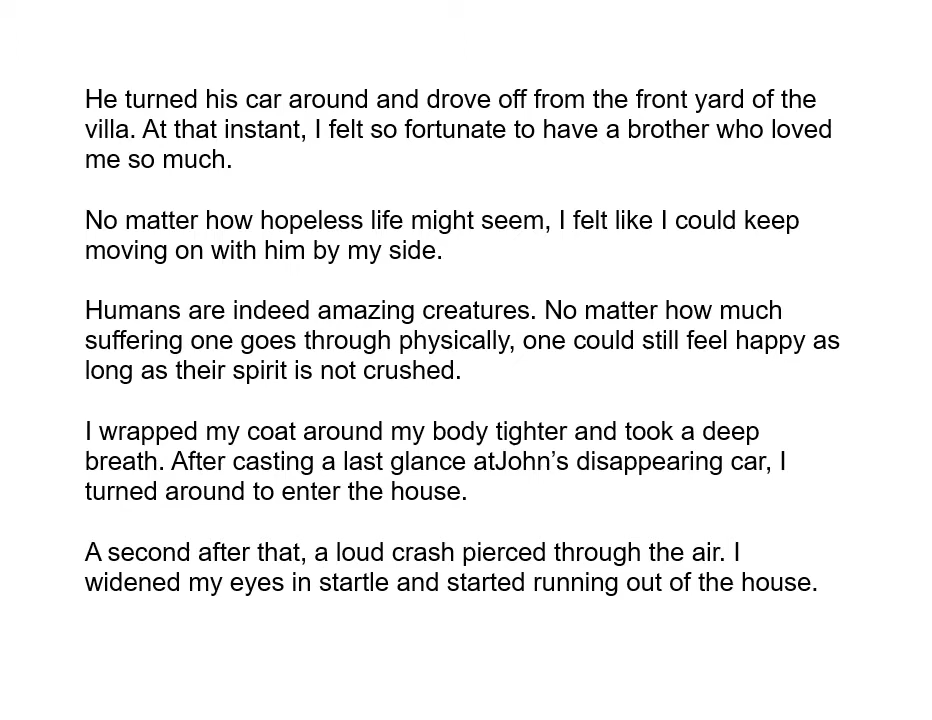 He turned his car around and drove off from the front yard of the
villa. At that instant, I felt so fortunate to have a brother who loved
me so much.
No matter how hopeless life might seem, I felt like I could keep
moving on with him by my side.
Humans are indeed amazing creatures. No matter how much
suffering one goes through physically, one could still feel happy as
long as their spirit is not crushed.
I wrapped my coat around my body tighter and took a deep
breath. After casting a last glance atJohn’s disappearing car, I
turned around to enter the house.
A second after that, a loud crash pierced through the air. I
widened my eyes in startle and started running out of the house.